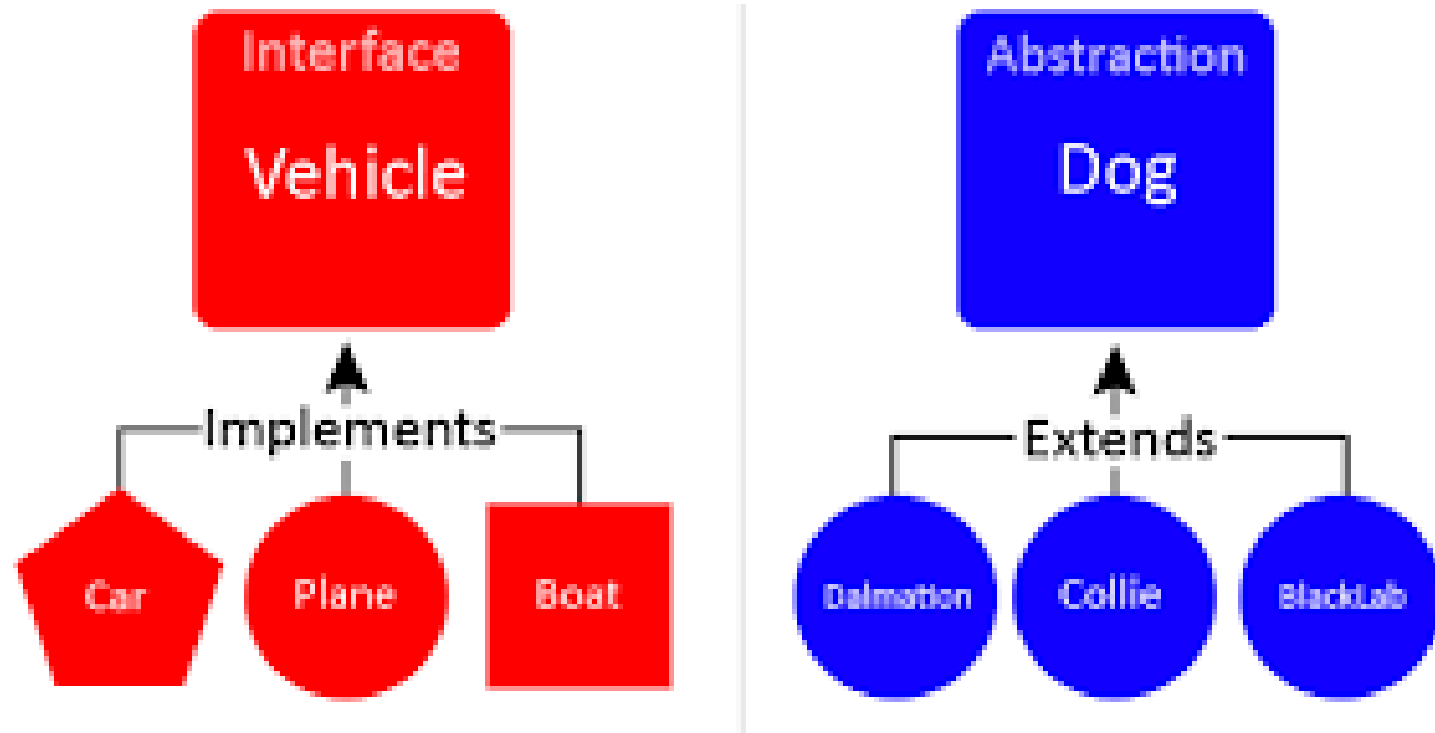 Interface
Vehicle
Implements
Car
Plane
Boat
Abstraction
Dog
Extends
Dalmation
Collie
BlackLab